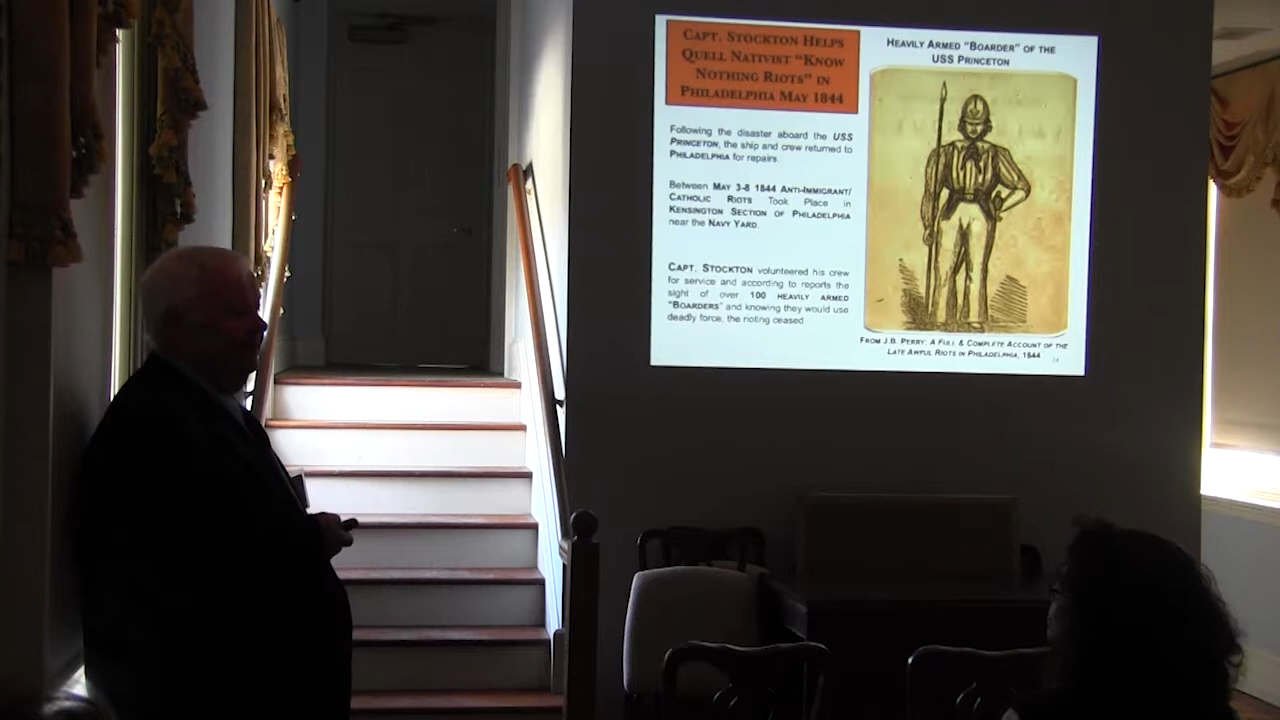 CAPT. STOCKTON HELPS
QUELL NATIVIST "KNOW
NOTHING RIOTS" IN
PHILADELPHIA MAY 1844
Following the disaster aboard the USS
PRINCETON, the ship and crew returned to
PHILADELPHIA for repairs.
Between MAY 3-8 1844 ANTI-IMMIGRANT/
CATHOLIC RIOTS Took Place in
KENSINGTON SECTION OF PHILADELPHIA
near the NAVY YARD.
CAPT. STOCKTON volunteered his crew
for service and according to reports the
sight of over 100 HEAVILY ARMED
"BOARDERS" and knowing they would use
deadly force, the rioting ceased
HEAVILY ARMED "BOARDER" OF THE
USS PRINCETON
FROM J.B. PERRY: A FULL & COMPLETE ACCOUNT OF THE
LATE AWFUL RIOTS IN PHILADELPHIA, 1844